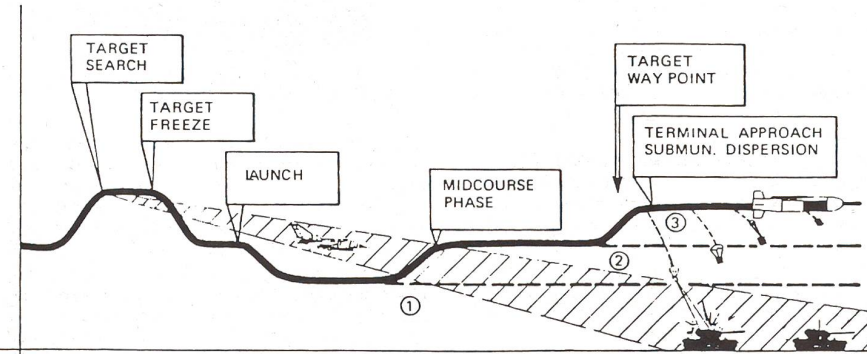 TARGET
SEARCH
TARGET
FREEZE
LAUNCH
MIDCOURSE
PHASE
TARGET
WAY POINT
TERMINAL APPROACH
SUBMUN. DISPERSION
①
②
③